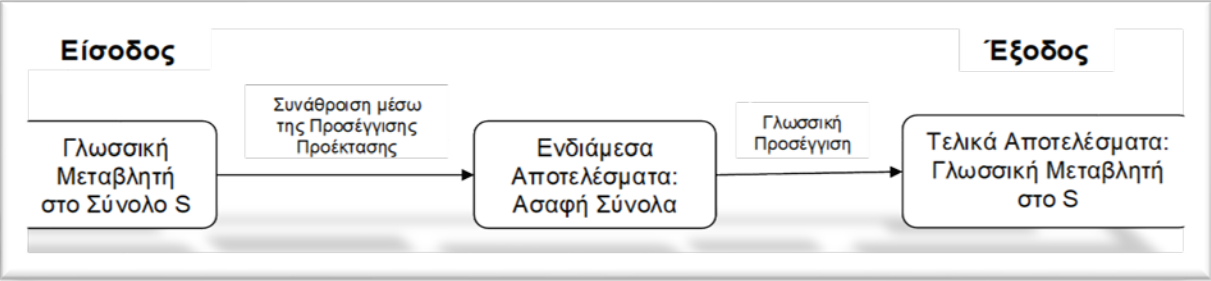 Είσοδος
Έξοδος
Συνάθροιση μέσω
της Προσέγγισης
Προέκτασης
Γλωσσική
Προσέγγιση
Γλωσσική
Μεταβλητή
στο Σύνολο S
Ενδιάμεσα
Αποτελέσματα:
Ασαφή Σύνολα
Τελικά Αποτελέσματα:
Γλωσσική Μεταβλητή
στο S